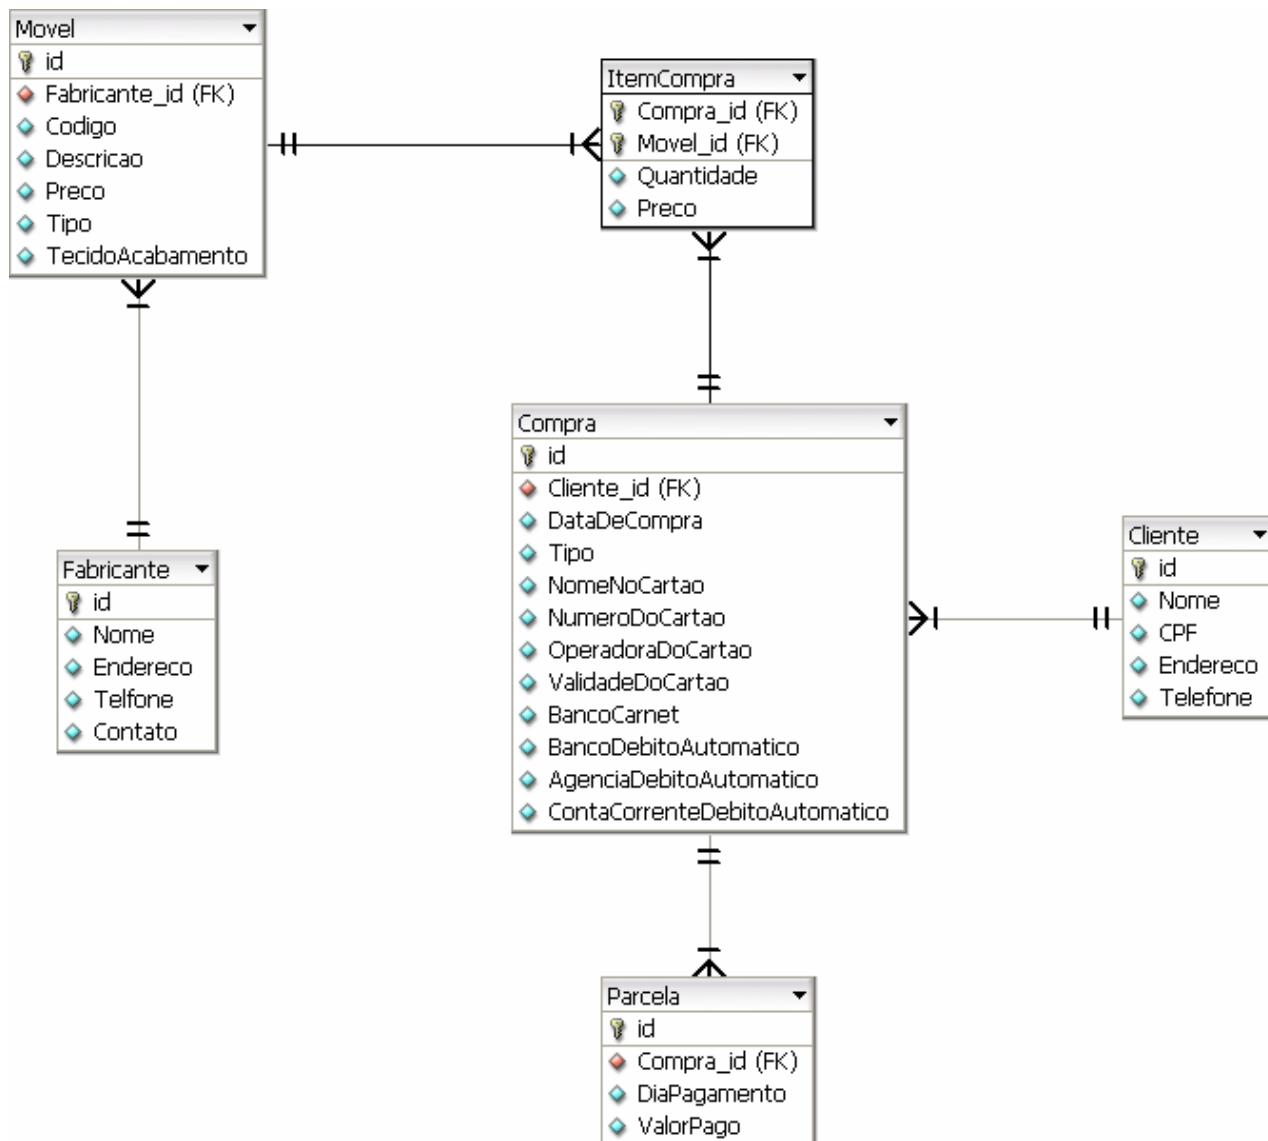 Movel
id
Fabricante_id (FK)
Codigo
Descricao
Preco
Tipo
TecidoAcabamento
ItemCompra
Compra_id (FK)
Movel_id (FK)
Quantidade
Preco
Compra
id
Cliente_id (FK)
DataDeCompra
Tipo
NomeNoCartao
NumeroDoCartao
OperadoraDoCartao
ValidadeDoCartao
BancoCarnet
BancoDebitoAutomatico
AgenciaDebitoAutomatico
ContaCorrenteDebitoAutomatico
Cliente
id
Nome
CPF
Endereco
Telefone
Fabricante
id
Nome
Endereco
Telfone
Contato
Parcela
id
Compra_id (FK)
DiaPagamento
ValorPago